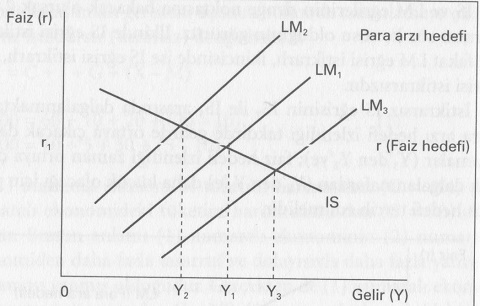 Faiz (r)
LM2
Para arzı hedefi
LM1
LM3
r1
r (Faiz hedefi)
IS
0
Y2
Y1
Y3
Gelir (Y)